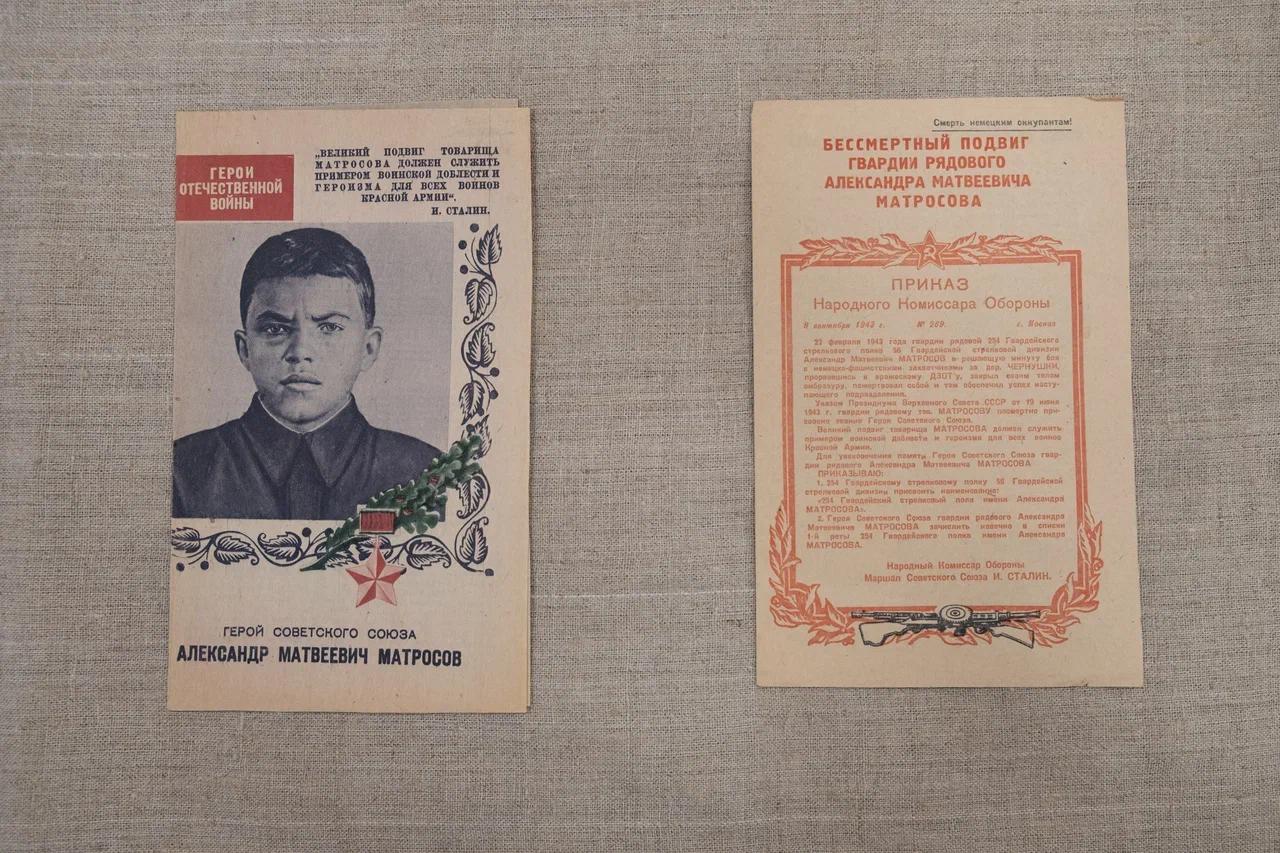 ГЕРОИ
ОТЕЧЕСТВЕННОЙ
ВОЙНЫ
„ВЕЛИКИЙ ПОДВИГ ТОВАРИЩА
МАТРОСОВА ДОЛЖЕН СЛУЖИТЬ
ПРИМЕРОМ ВОИНСКОЙ ДОБЛЕСТИ И
ГЕРОИЗМА ДЛЯ ВСЕХ ВОИНОВ
КРАСНОЙ АРМИИ“.
И. СТАЛИН.
ГЕРОЙ СОВЕТСКОГО СОЮЗА
АЛЕКСАНДР МАТВЕЕВИЧ МАТРОСОВ
Смерть немецким оккупантам!
БЕССМЕРТНЫЙ ПОДВИГ
ГВАРДИИ РЯДОВОГО
АЛЕКСАНДРА МАТВЕЕВИЧА
МАТРОСОВА
ПРИКАЗ
Народного Комиссара Обороны
8 сентября 1943 г. № 269. г. Москва
23 февраля 1943 года гвардии рядовой 254 Гвардейского
стрелкового полка 56 Гвардейской стрелковой дивизии
Александр Матвеевич МАТРОСОВ в решающую минуту боя
с немецко-фашистскими захватчиками за дер. ЧЕРНУШКИ,
прорвавшись к вражескому ДЗОТ'у, закрыл своим телом
амбразуру, пожертвовал собой и тем обеспечил успех насту-
пающего подразделения.
Указом Президиума Верховного Совета СССР от 19 июня
1943 г. гвардии рядовому тов. МАТРОСОВУ посмертно при-
своено звание Героя Советского Союза.
Великий подвиг товарища МАТРОСОВА должен служить
примером воинской доблести и героизма для всех воинов
Красной Армии.
Для увековечения памяти Героя Советского Союза гвар-
дии рядового Александра Матвеевича МАТРОСОВА
ПРИКАЗЫВАЮ:
1. 254 Гвардейскому стрелковому полку 56 Гвардейской
стрелковой дивизии присвоить наименование:
«254 Гвардейский стрелковый полк имени Александра
МАТРОСОВА».
2. Героя Советского Союза гвардии рядового Александра
Матвеевича МАТРОСОВА зачислить навечно в списки
1-й роты 254 Гвардейского полка имени Александра
МАТРОСОВА.
Народный Комиссар Обороны
Маршал Советского Союза И. СТАЛИН.